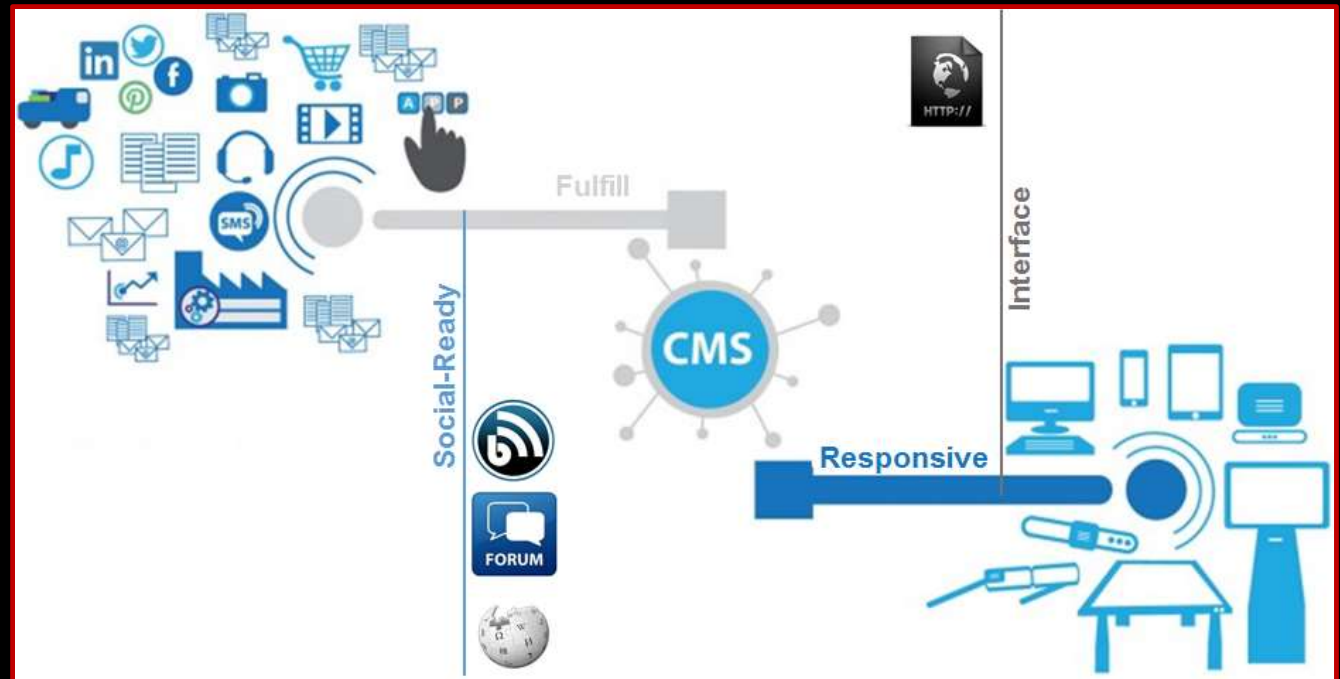 in
f
A P P
HTTP://
Fulfill
SMS
@
Interface
Social-Ready
CMS
b
Responsive
FORUM
Ω W И